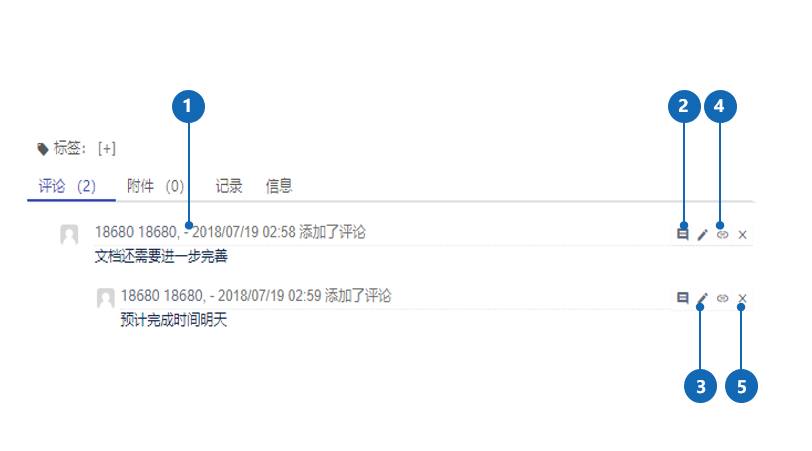 1 2 4
标签： [+]
评论 （2） 附件 （0） 记录 信息
18680 18680, - 2018/07/19 02:58 添加了评论
文档还需要进一步完善
18680 18680, - 2018/07/19 02:59 添加了评论
预计完成时间明天
3 5